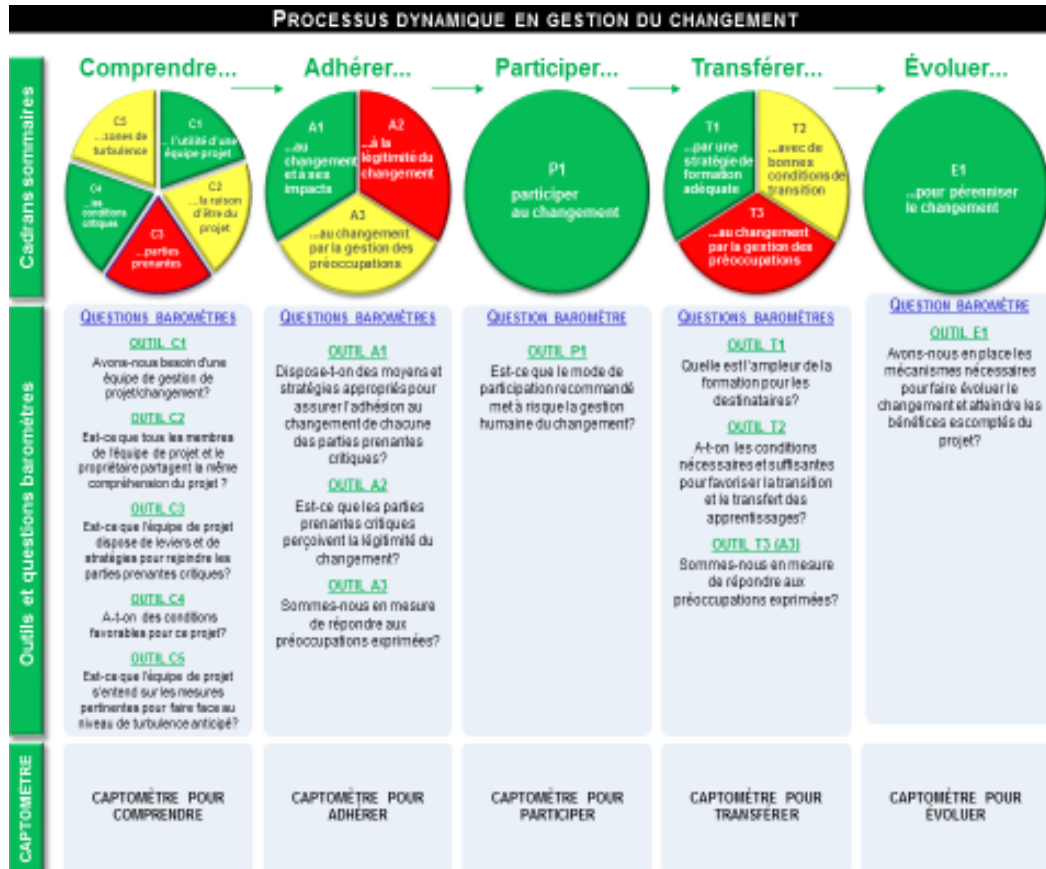 PROCESSUS DYNAMIQUE EN GESTION DU CHANGEMENT
Cadrans sommaires
Comprendre...
C1
... l'utilité d'une
équipe projet
C2
...la raison
d'être du
projet
C3
...parties
prenantes
C4
...les
conditions
critiques
C5
...zones de
turbulence
Adhérer...
A1
...au
changement
et à ses
impacts
A2
...à la
légitimité du
changement
A3
...au changement
par la gestion des
préoccupations
Participer...
P1
participer
au changement
Transférer...
T1
...par une
stratégie de
formation
adéquate
T2
...avec de
bonnes
conditions de
transition
T3
...au changement
par la gestion des
préoccupations
Évoluer...
E1
...pour pérenniser
le changement
Outils et questions baromètres
QUESTIONS BAROMÈTRES
OUTIL C1
Avons-nous besoin d'une
équipe de gestion de
projet/changement?
OUTIL C2
Est-ce que tous les membres
de l'équipe de projet et le
propriétaire partagent la même
compréhension du projet ?
OUTIL C3
Est-ce que l'équipe de projet
dispose de leviers et de
stratégies pour rejoindre les
parties prenantes critiques?
OUTIL C4
A-t-on des conditions
favorables pour ce projet?
OUTIL C5
Est-ce que l'équipe de projet
s'entend sur les mesures
pertinentes pour faire face au
niveau de turbulence anticipé?
QUESTIONS BAROMÈTRES
OUTIL A1
Dispose-t-on des moyens et
stratégies appropriés pour
assurer l'adhésion au
changement de chacune
des parties prenantes
critiques?
OUTIL A2
Est-ce que les parties
prenantes critiques
perçoivent la légitimité du
changement?
OUTIL A3
Sommes-nous en mesure
de répondre aux
préoccupations exprimées?
QUESTION BAROMÈTRE
OUTIL P1
Est-ce que le mode de
participation recommandé
met à risque la gestion
humaine du changement?
QUESTIONS BAROMÈTRES
OUTIL T1
Quelle est l'ampleur de la
formation pour les
destinataires?
OUTIL T2
A-t-on les conditions
nécessaires et suffisantes
pour favoriser la transition
et le transfert des
apprentissages?
OUTIL T3 (A3)
Sommes-nous en mesure
de répondre aux
préoccupations exprimées?
QUESTION BAROMÈTRE
OUTIL E1
Avons-nous en place les
mécanismes nécessaires
pour faire évoluer le
changement et atteindre les
bénéfices escomptés du
projet?
CAPTOMÈTRE
CAPTOMÈTRE POUR
COMPRENDRE
CAPTOMÈTRE POUR
ADHÉRER
CAPTOMÈTRE POUR
PARTICIPER
CAPTOMÈTRE POUR
TRANSFÉRER
CAPTOMÈTRE POUR
ÉVOLUER